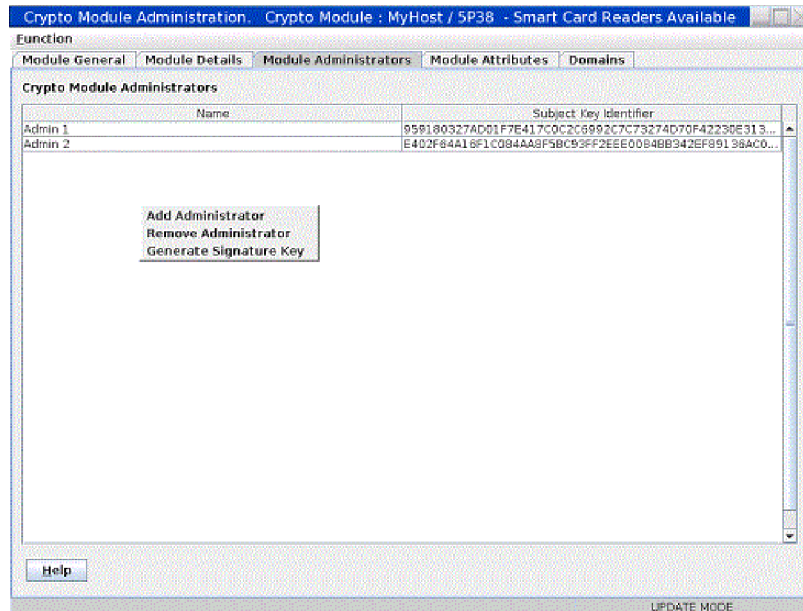 Crypto Module Administration. Crypto Module : MyHost / 5P38 - Smart Card Readers Available
Function
Module General Module Details Module Administrators Module Attributes Domains
Crypto Module Administrators
Name Subject Key Identifier
Admin 1 959180327AD01F7E417C0C2C6992C7C73274D70F42230E313...
Admin 2 E402F64A16F1C084AA8F5BC93FF2EEE0084BB342EF89136AC0...
Add Administrator
Remove Administrator
Generate Signature Key
Help
UPDATE MODE